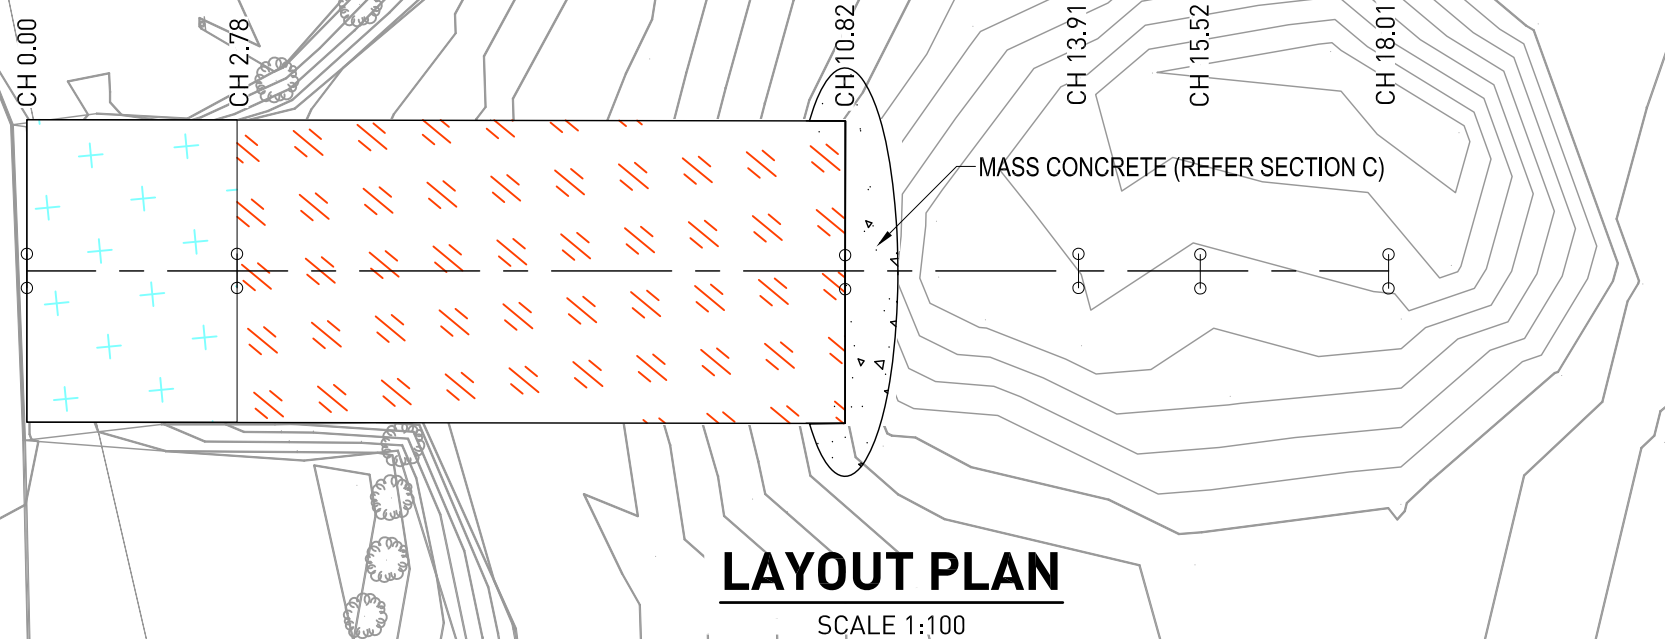 CH 0.00
CH 2.78
CH 10.82
CH 13.91
CH 15.52
CH 18.01
MASS CONCRETE (REFER SECTION C)
LAYOUT PLAN
SCALE 1:100